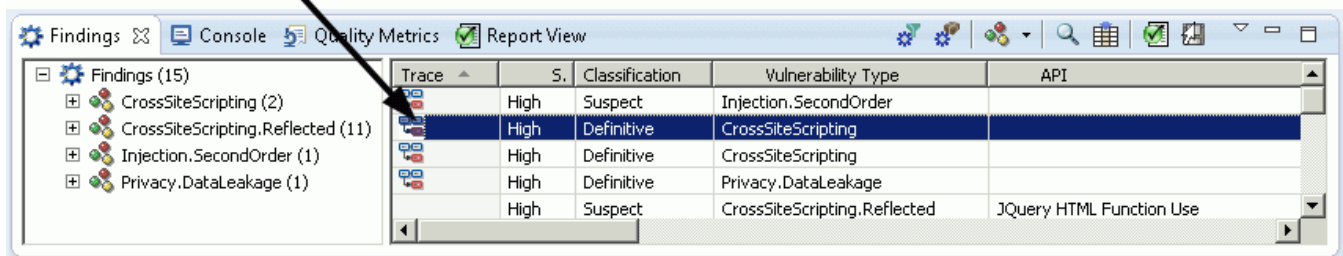 Findings Console Quality Metrics Report View
Findings (15)
CrossSiteScripting (2)
CrossSiteScripting.Reflected (11)
Injection.SecondOrder (1)
Privacy.DataLeakage (1)
Trace S. Classification Vulnerability Type API
High Suspect Injection.SecondOrder
High Definitive CrossSiteScripting
High Definitive CrossSiteScripting
High Definitive Privacy.DataLeakage
High Suspect CrossSiteScripting.Reflected JQuery HTML Function Use